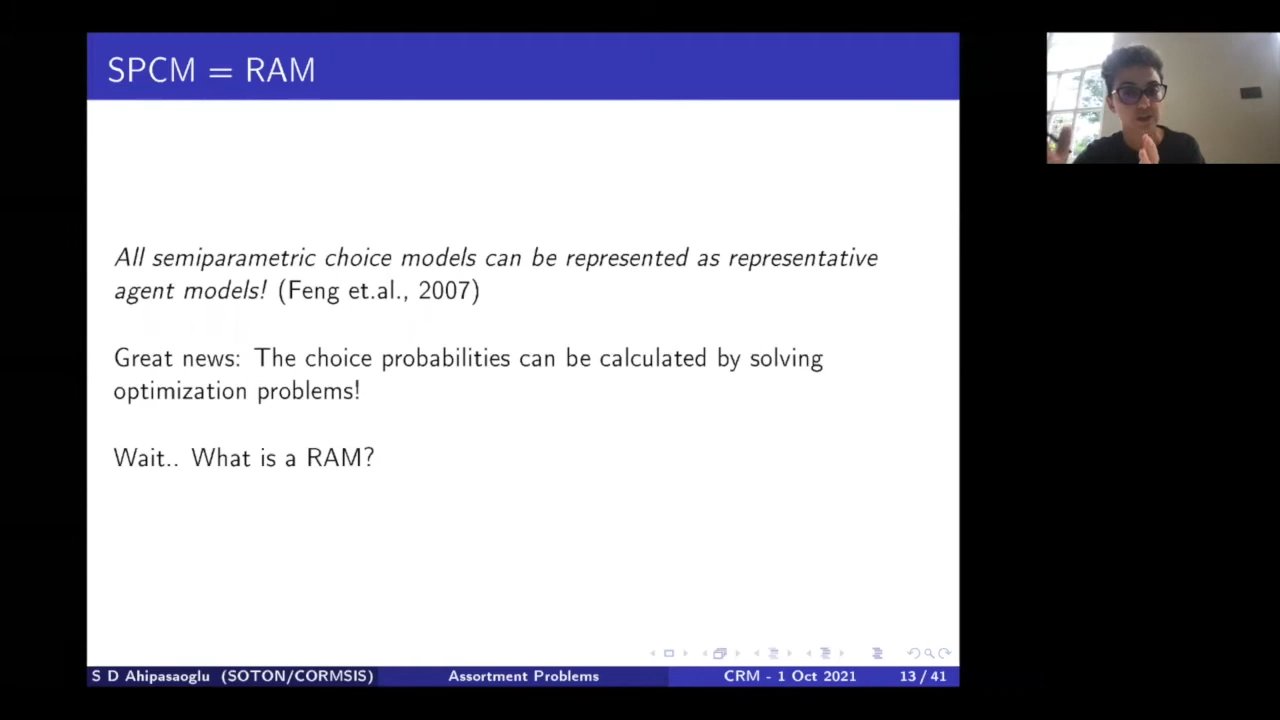 SPCM = RAM
All semiparametric choice models can be represented as representative
agent models! (Feng et.al., 2007)
Great news: The choice probabilities can be calculated by solving
optimization problems!
Wait.. What is a RAM?
S D Ahipasaoglu (SOTON/CORMSIS) Assortment Problems CRM - 1 Oct 2021 13 / 41